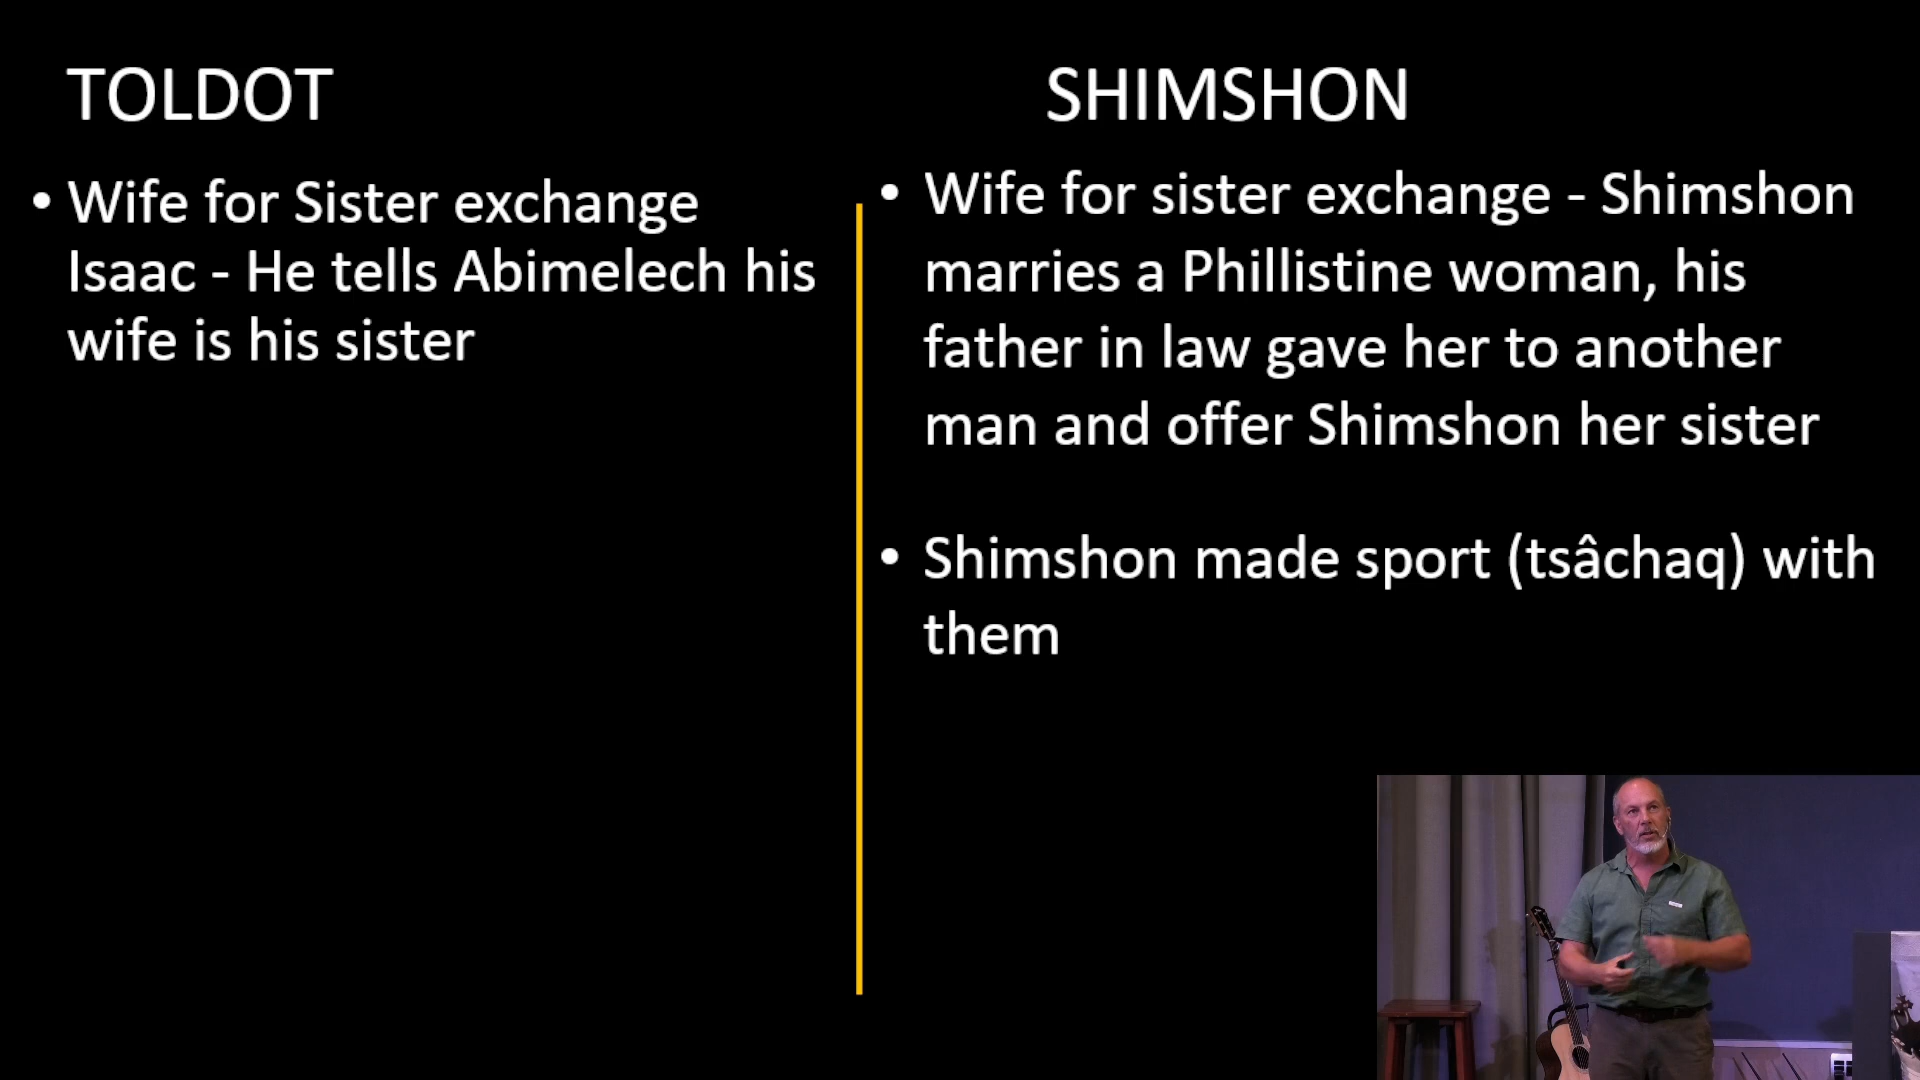 TOLDOT
• Wife for Sister exchange
Isaac - He tells Abimelech his
wife is his sister
SHIMSHON
• Wife for sister exchange - Shimshon
marries a Phillistine woman, his
father in law gave her to another
man and offer Shimshon her sister
• Shimshon made sport (tsâchaq) with
them